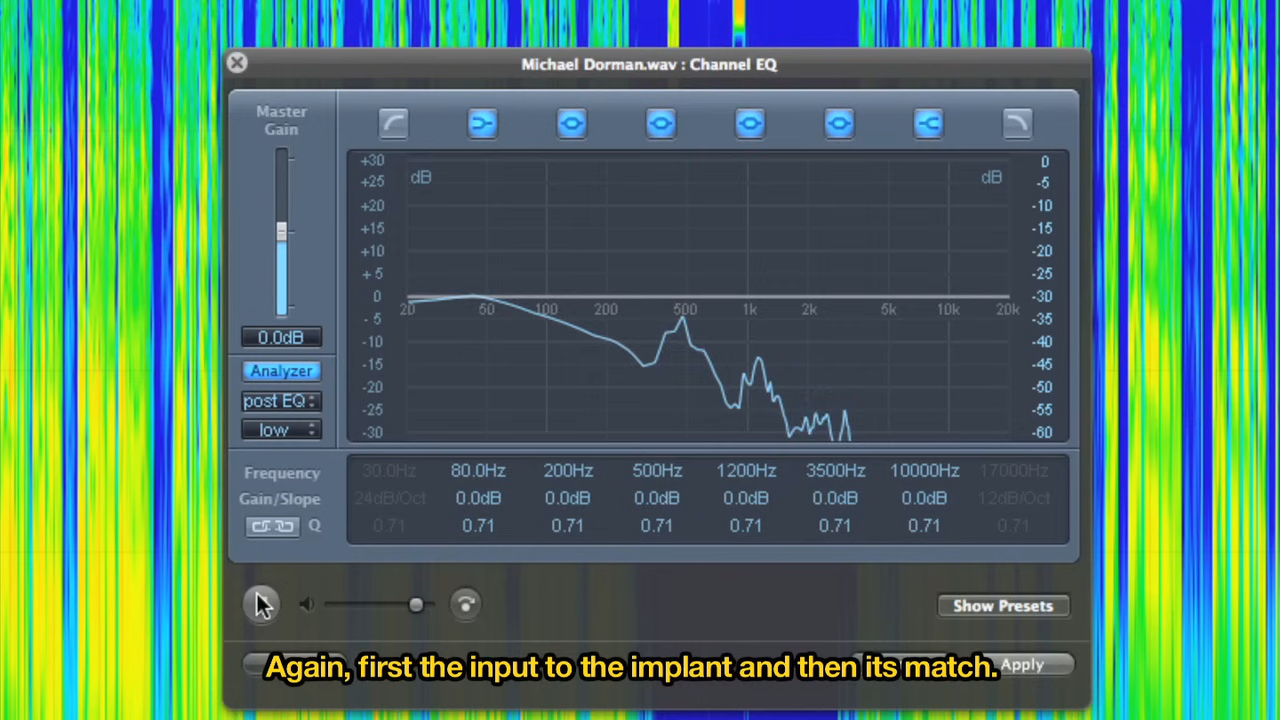 Michael Dorman.wav : Channel EQ
Master
Gain
+30
+25
+20
+15
+10
+ 5
0
- 5
-10
-15
-20
-25
-30
dB
dB
0
-5
-10
-15
-20
-25
-30
-35
-40
-45
-50
-55
-60
20 50 100 200 500 1k 2k 5k 10k 20k
0.0dB
Analyzer
post EQ
low
Frequency 30.0Hz 80.0Hz 200Hz 500Hz 1200Hz 3500Hz 10000Hz 17000Hz
Gain/Slope 24dB/Oct 0.0dB 0.0dB 0.0dB 0.0dB 0.0dB 0.0dB 12dB/Oct
Q 0.71 0.71 0.71 0.71 0.71 0.71 0.71 0.71
Show Presets
Again, first the input to the implant and then its match.
Apply